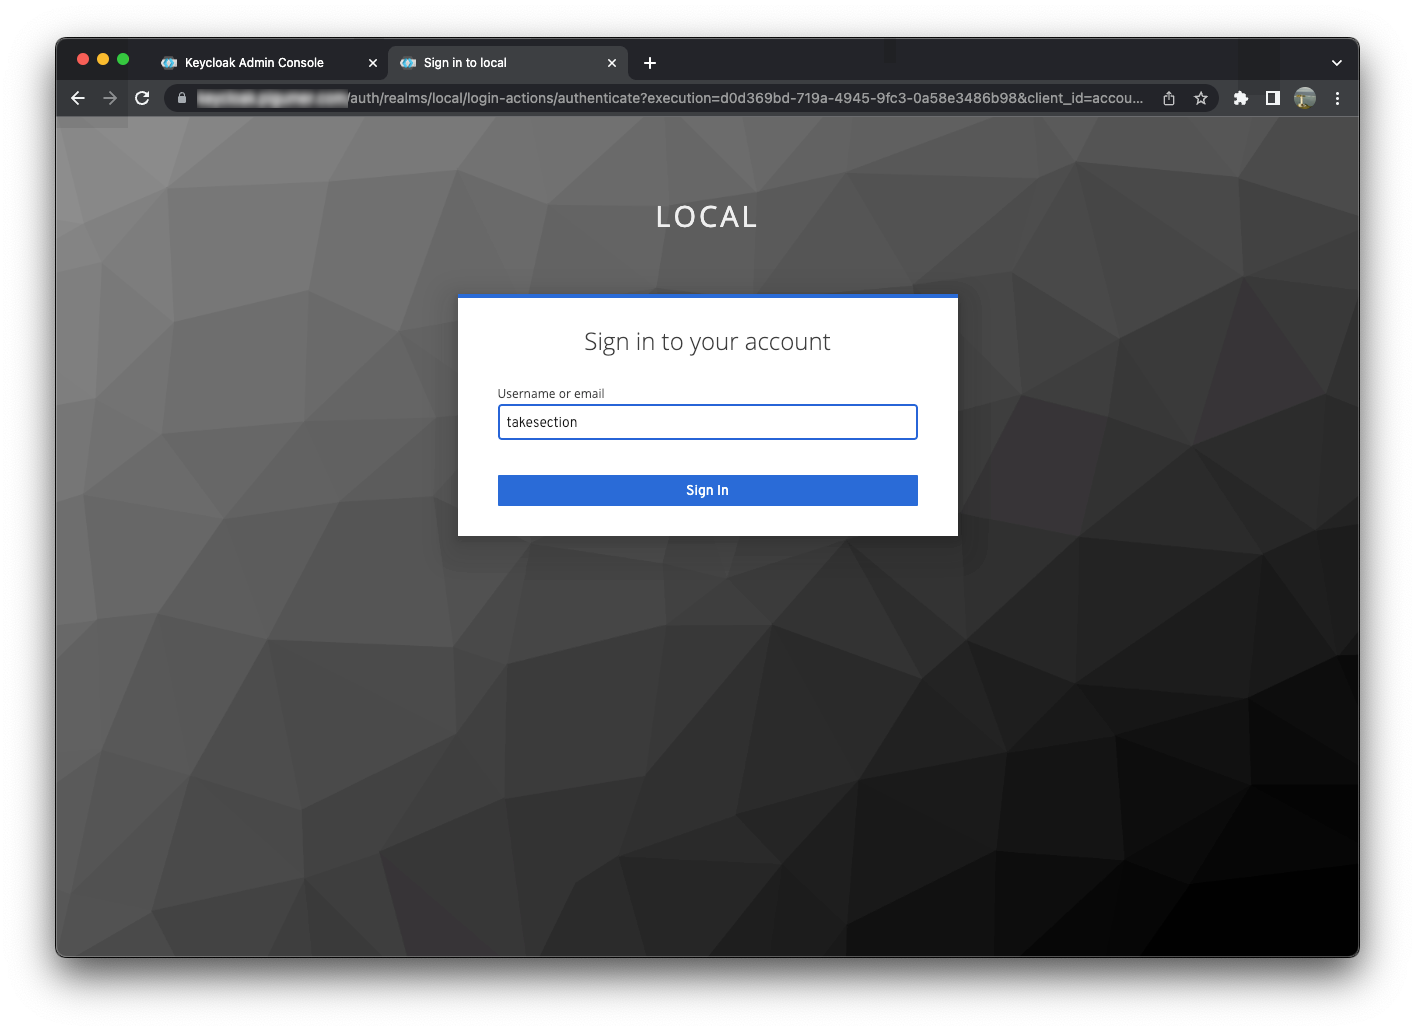 Keycloak Admin Console
Sign in to local
/auth/realms/local/login-actions/authenticate?execution=d0d369bd-719a-4945-9fc3-0a58e3486b98&client_id=accou...
LOCAL
Sign in to your account
Username or email
takesection
Sign In